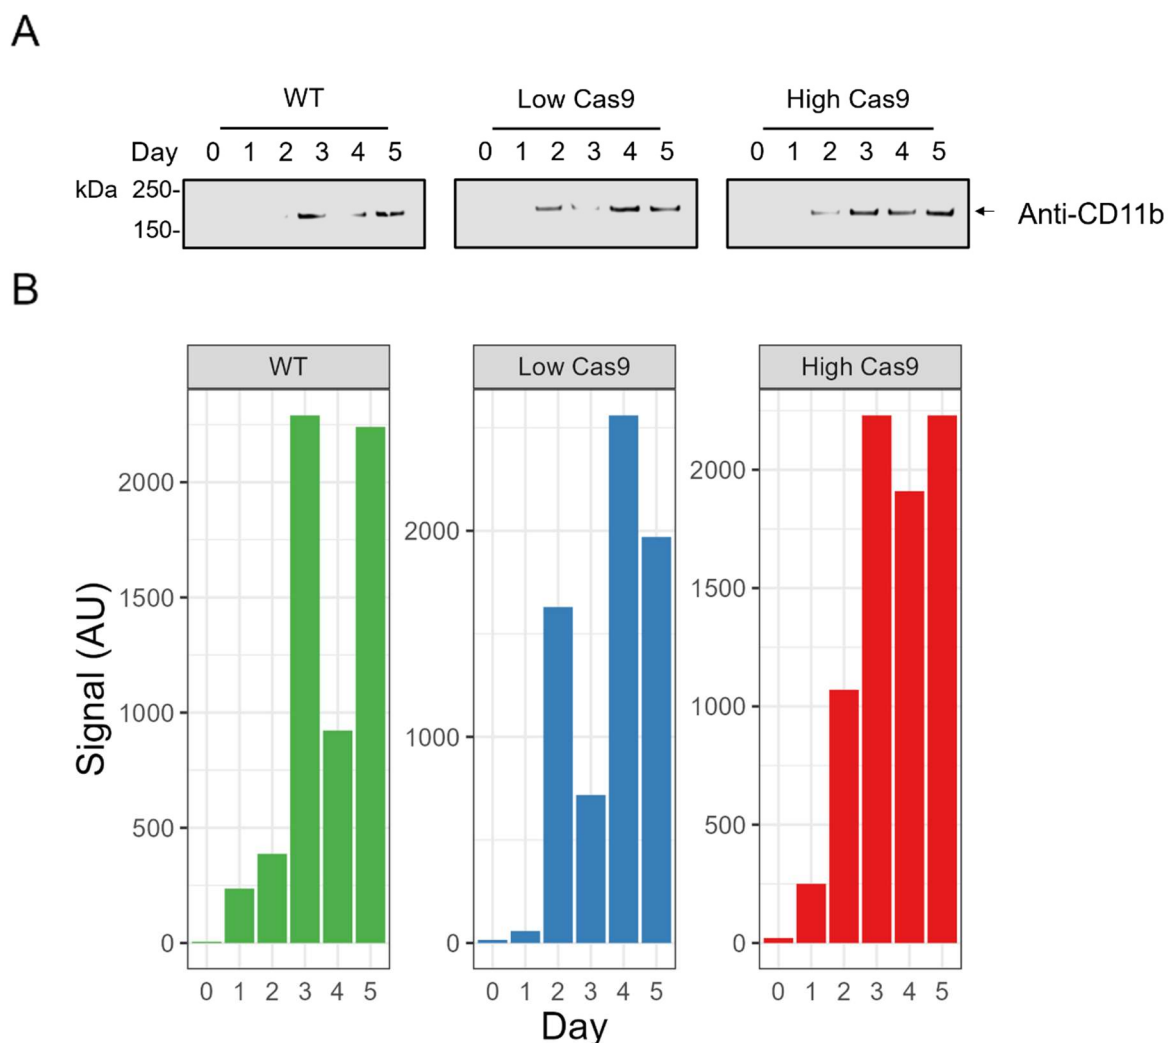 A
WT Low Cas9 High Cas9
Day 0 1 2 3 4 5 0 1 2 3 4 5 0 1 2 3 4 5
kDa 250-
150-
Anti-CD11b
B
WT Low Cas9 High Cas9
Signal (AU)
2000
1500
1000
500
0
2000
1000
0
2000
1500
1000
500
0
0 1 2 3 4 5 0 1 2 3 4 5 0 1 2 3 4 5
Day